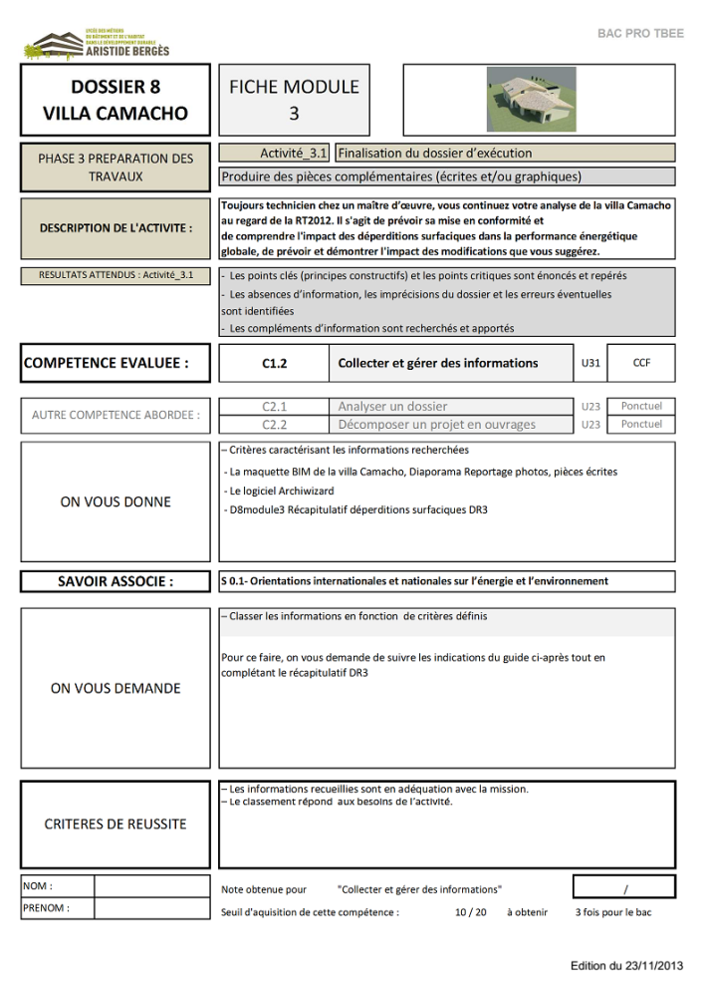 LYCÉE DES MÉTIERS
DU BÂTIMENT ET DE L'HABITAT
DANS LE DÉVELOPPEMENT DURABLE
ARISTIDE BERGÈS
BAC PRO TBEE
DOSSIER 8
VILLA CAMACHO
FICHE MODULE
3
PHASE 3 PREPARATION DES
TRAVAUX
Activité_3.1 Finalisation du dossier d'exécution
Produire des pièces complémentaires (écrites et/ou graphiques)
DESCRIPTION DE L'ACTIVITE :
Toujours technicien chez un maître d'œuvre, vous continuez votre analyse de la villa Camacho
au regard de la RT2012. Il s'agit de prévoir sa mise en conformité et
de comprendre l'impact des déperditions surfaciques dans la performance énergétique
globale, de prévoir et démontrer l'impact des modifications que vous suggérez.
RESULTATS ATTENDUS : Activité_3.1
- Les points clés (principes constructifs) et les points critiques sont énoncés et repérés
- Les absences d'information, les imprécisions du dossier et les erreurs éventuelles
sont identifiées
- Les compléments d'information sont recherchés et apportés
COMPETENCE EVALUEE : C1.2 Collecter et gérer des informations U31 CCF
AUTRE COMPETENCE ABORDEE :
C2.1 Analyser un dossier U23 Ponctuel
C2.2 Décomposer un projet en ouvrages U23 Ponctuel
ON VOUS DONNE
– Critères caractérisant les informations recherchées
- La maquette BIM de la villa Camacho, Diaporama Reportage photos, pièces écrites
- Le logiciel Archiwizard
- D8module3 Récapitulatif déperditions surfaciques DR3
SAVOIR ASSOCIE : S 0.1- Orientations internationales et nationales sur l'énergie et l'environnement
ON VOUS DEMANDE
– Classer les informations en fonction de critères définis
Pour ce faire, on vous demande de suivre les indications du guide ci-après tout en
complétant le récapitulatif DR3
CRITERES DE REUSSITE
– Les informations recueillies sont en adéquation avec la mission.
– Le classement répond aux besoins de l'activité.
NOM :
PRENOM :
Note obtenue pour "Collecter et gérer des informations" /
Seuil d'aquisition de cette compétence : 10 / 20 à obtenir 3 fois pour le bac
Edition du 23/11/2013